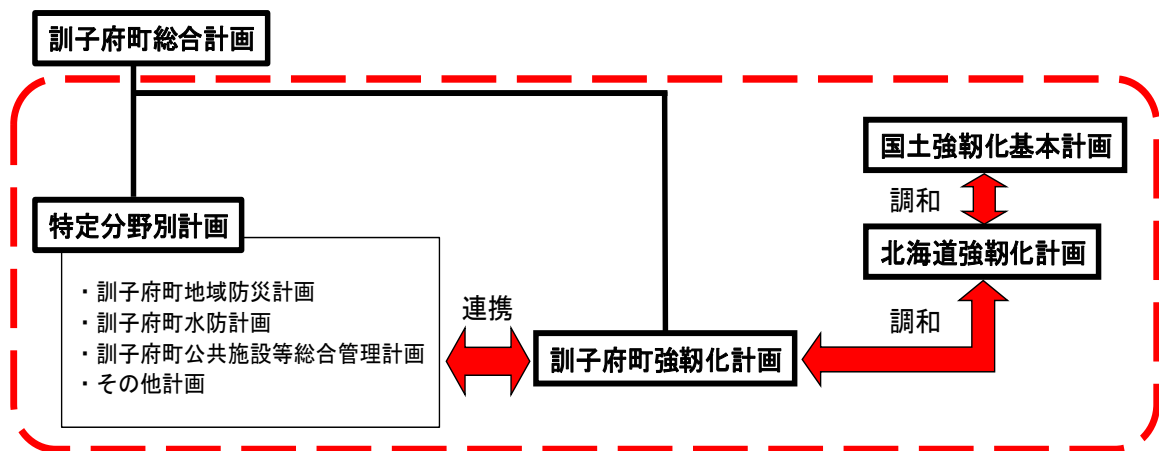 訓子府町総合計画
国土強靱化基本計画
調和
特定分野別計画
北海道強靱化計画
・訓子府町地域防災計画
・訓子府町水防計画
・訓子府町公共施設等総合管理計画
・その他計画
連携
調和
訓子府町強靱化計画